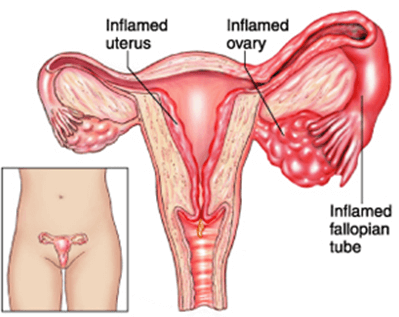 Inflamed
uterus
Inflamed
ovary
Inflamed
fallopian
tube